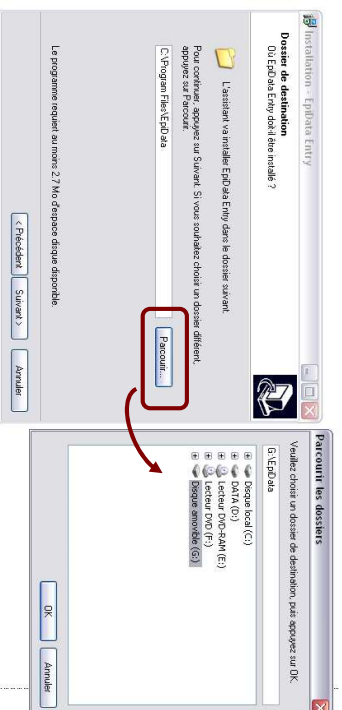 Installation - EpiData Entry
Dossier de destination
Où EpiData Entry doit-il être installé ?
L'assistant va installer EpiData Entry dans le dossier suivant.
Pour continuer, appuyez sur Suivant. Si vous souhaitez choisir un dossier différent,
appuyez sur Parcourir.
C:\Program Files\EpiData
Parcourir...
Le programme requiert au moins 2.7 Mo d'espace disque disponible.
< Précédent
Suivant >
Annuler
Parcourir les dossiers
Veuillez choisir un dossier de destination, puis appuyez sur OK.
G:\EpiData
Disque local (C:)
DATA (D:)
Lecteur DVD-RAM (E:)
Lecteur DVD (F:)
Disque amovible (G:)
OK
Annuler